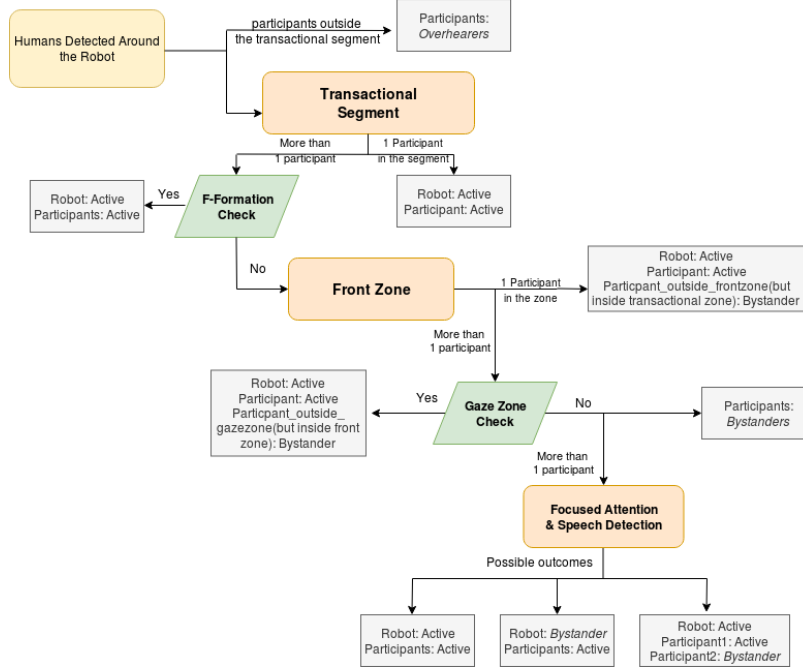 Humans Detected Around
the Robot
participants outside
the transactional segment
Participants:
Overhearers
Transactional
Segment
More than
1 participant
1 Participant
in the segment
Robot: Active
Participants: Active
Yes
F-Formation
Check
Robot: Active
Participant: Active
No
Front Zone
1 Participant
in the zone
Robot: Active
Participant: Active
Particpant_outside_frontzone(but
inside transactional zone): Bystander
More than
1 participant
Robot: Active
Participant: Active
Particpant_outside_
gazezone(but inside front
zone): Bystander
Yes
Gaze Zone
Check
No
Participants:
Bystanders
More than
1 participant
Focused Attention
& Speech Detection
Possible outcomes
Robot: Active
Participants: Active
Robot: Bystander
Participants: Active
Robot: Active
Participant1: Active
Participant2: Bystander